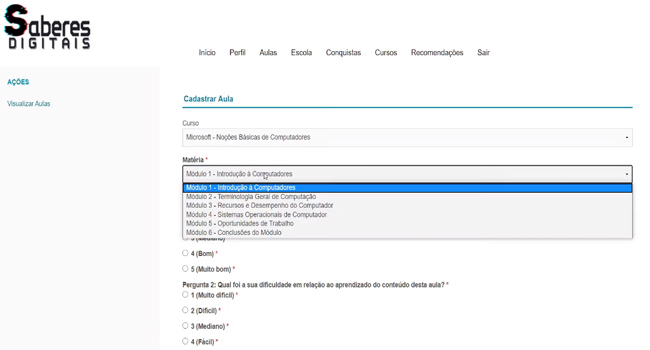 Saberes
DIGITAIS
Início Perfil Aulas Escola Conquistas Cursos Recomendações Sair
AÇÕES
Visualizar Aulas
Cadastrar Aula
Curso
Microsoft - Noções Básicas de Computadores
Matéria *
Módulo 1 - Introdução à Computadores
Módulo 1 - Introdução à Computadores
Módulo 2 - Terminologia Geral de Computação
Módulo 3 - Recursos e Desempenho do Computador
Módulo 4 - Sistemas Operacionais de Computador
Módulo 5 - Oportunidades de Trabalho
Módulo 6 - Conclusões do Módulo
3 (Mediano) *
4 (Bom) *
5 (Muito bom) *
Pergunta 2: Qual foi a sua dificuldade em relação ao aprendizado do conteúdo desta aula? *
1 (Muito difícil) *
2 (Difícil) *
3 (Mediano) *
4 (Fácil) *